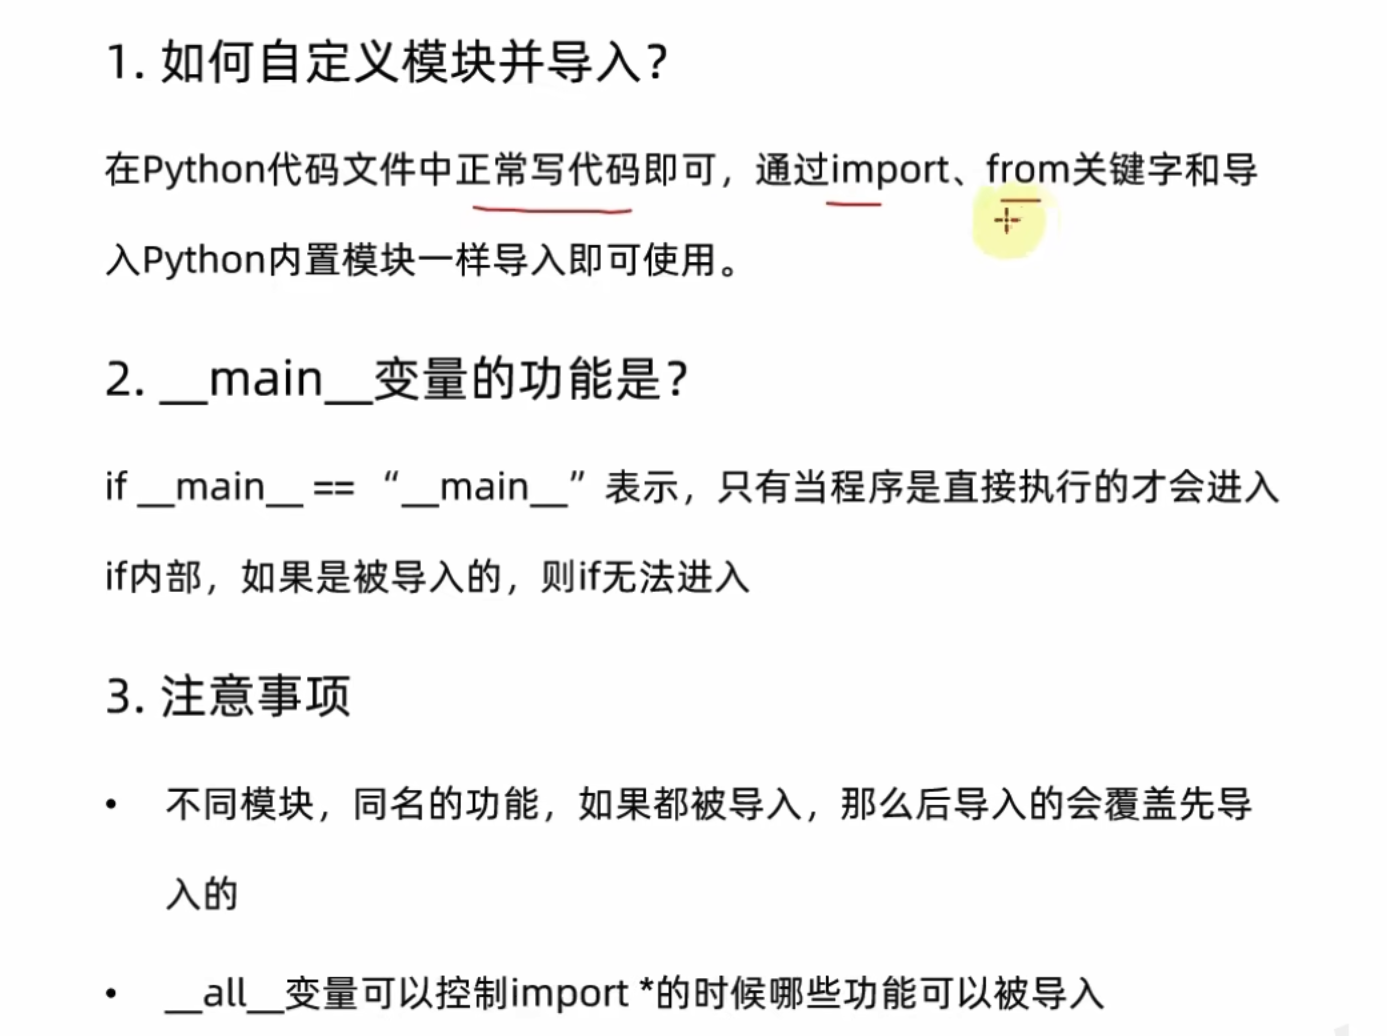 1. 如何自定义模块并导入？
在Python代码文件中正常写代码即可，通过import、from关键字和导
入Python内置模块一样导入即可使用。
2. __main__变量的功能是？
if __main__ == “__main__”表示，只有当程序是直接执行的才会进入
if内部，如果是被导入的，则if无法进入
3. 注意事项
• 不同模块，同名的功能，如果都被导入，那么后导入的会覆盖先导
入的
• __all__变量可以控制import *的时候哪些功能可以被导入